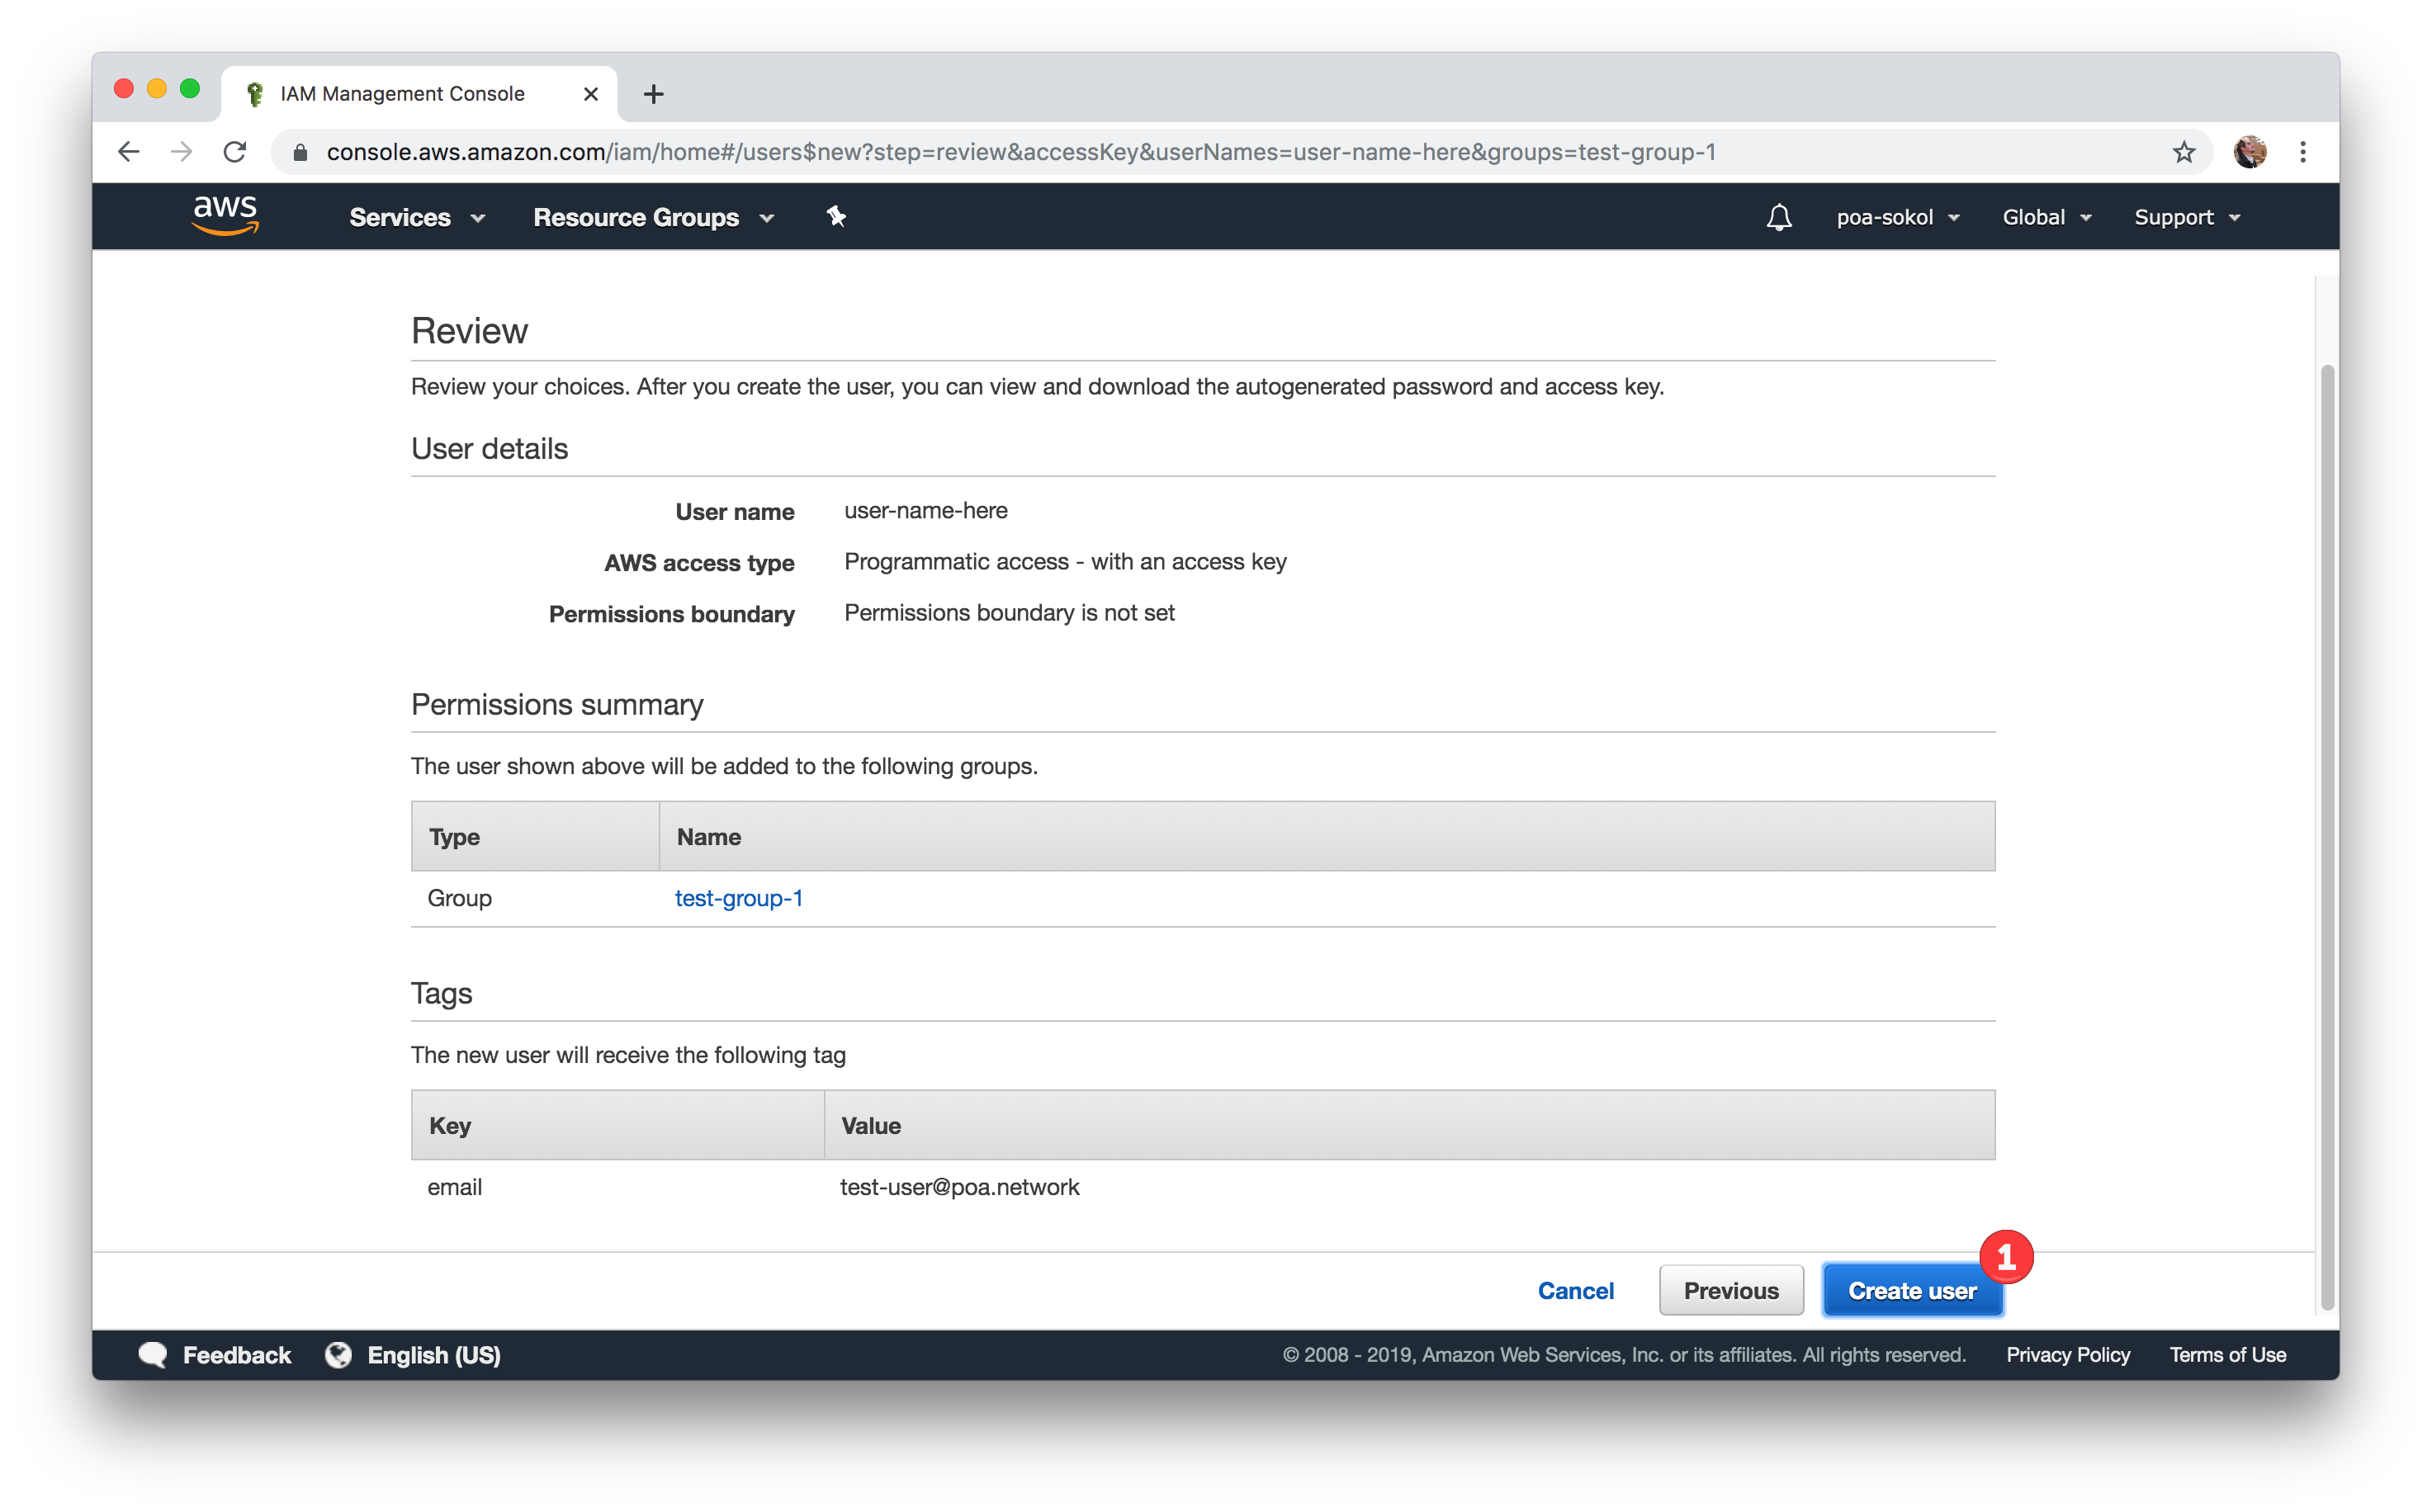 IAM Management Console
console.aws.amazon.com/iam/home#/users$new?step=review&accessKey&userNames=user-name-here&groups=test-group-1
aws Services Resource Groups poa-sokol Global Support
Review
Review your choices. After you create the user, you can view and download the autogenerated password and access key.
User details
User name user-name-here
AWS access type Programmatic access - with an access key
Permissions boundary Permissions boundary is not set
Permissions summary
The user shown above will be added to the following groups.
Type Name
Group test-group-1
Tags
The new user will receive the following tag
Key Value
email test-user@poa.network
1
Cancel Previous Create user
Feedback English (US) © 2008 - 2019, Amazon Web Services, Inc. or its affiliates. All rights reserved. Privacy Policy Terms of Use